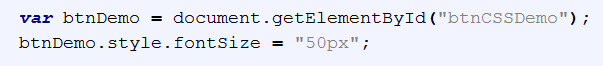 var btnDemo = document.getElementById("btnCSSDemo");
btnDemo.style.fontSize = "50px";